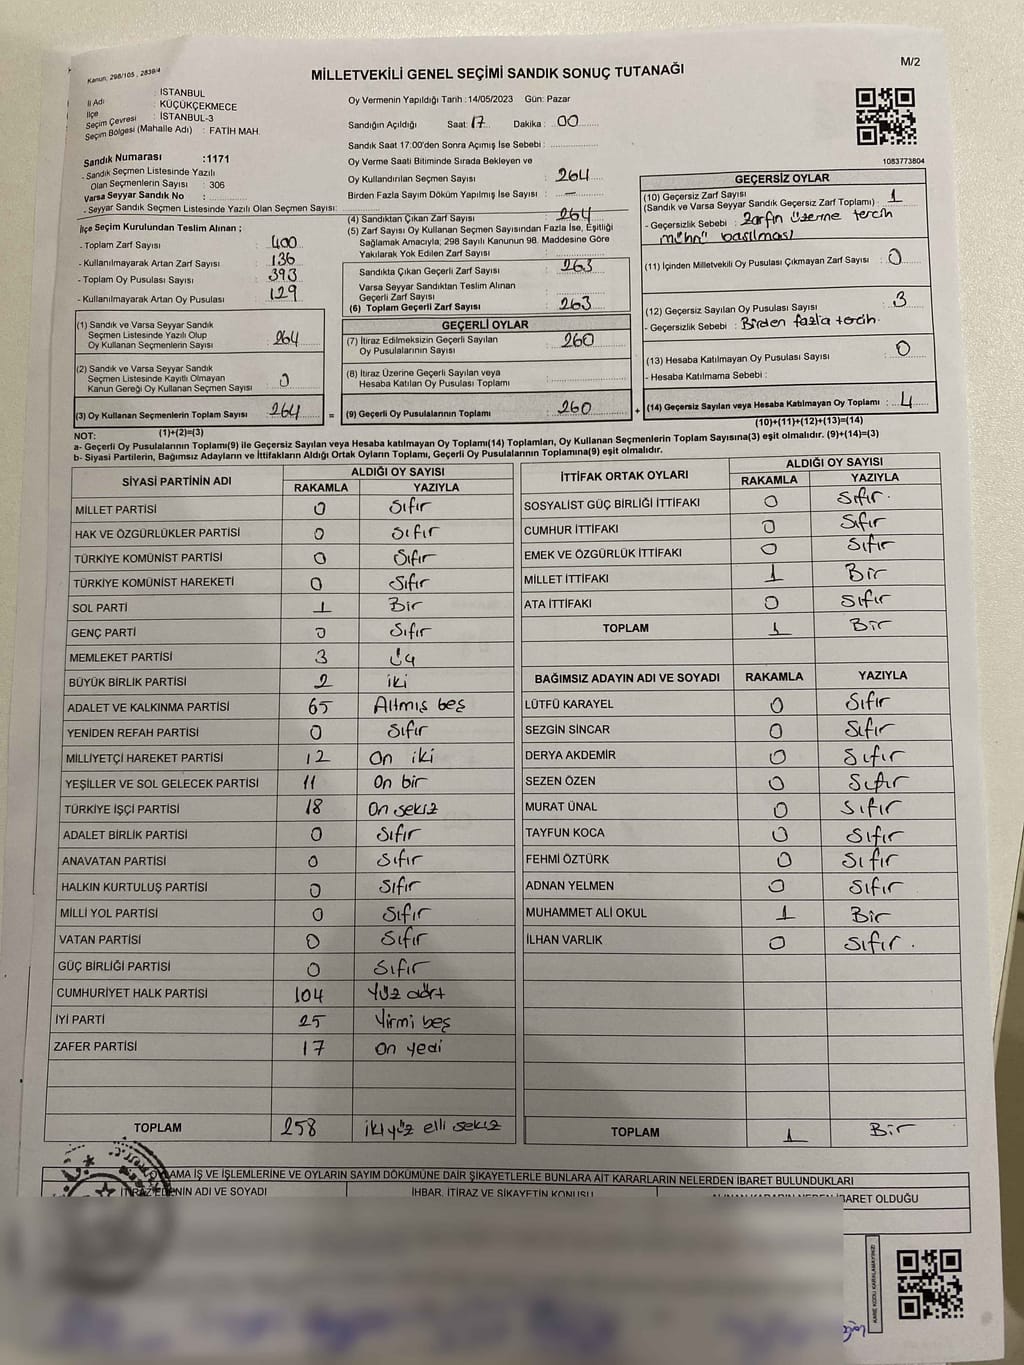 Kanun, 298/105 , 2839/4
M/2
MİLLETVEKİLİ GENEL SEÇİMİ SANDIK SONUÇ TUTANAĞI
İl Adı : İSTANBUL
İlçe : KÜÇÜKÇEKMECE
Seçim Çevresi : İSTANBUL-3
Seçim Bölgesi (Mahalle Adı) : FATİH MAH.
Sandık Numarası :1171
- Sandık Seçmen Listesinde Yazılı
Olan Seçmenlerin Sayısı : 306
Varsa Seyyar Sandık No :
- Seyyar Sandık Seçmen Listesinde Yazılı Olan Seçmen Sayısı:
İlçe Seçim Kurulundan Teslim Alınan ;
- Toplam Zarf Sayısı : 400
- Kullanılmayarak Artan Zarf Sayısı : 136
- Toplam Oy Pusulası Sayısı : 393
- Kullanılmayarak Artan Oy Pusulası : 129
(1) Sandık ve Varsa Seyyar Sandık
Seçmen Listesinde Yazılı Olup
Oy Kullanan Seçmenlerin Sayısı : 264
(2) Sandık ve Varsa Seyyar Sandık
Seçmen Listesinde Kayıtlı Olmayan
Kanun Gereği Oy Kullanan Seçmen Sayısı : 0
(3) Oy Kullanan Seçmenlerin Toplam Sayısı : 264 =
(1)+(2)=(3)
Oy Vermenin Yapıldığı Tarih :14/05/2023 Gün: Pazar
Sandığın Açıldığı Saat: 17 Dakika : 00
Sandık Saat 17:00'den Sonra Açımış İse Sebebi :
Oy Verme Saati Bitiminde Sırada Bekleyen ve
Oy Kullandırılan Seçmen Sayısı : 264
Birden Fazla Sayım Döküm Yapılmış İse Sayısı : —
(4) Sandıktan Çıkan Zarf Sayısı : 264
(5) Zarf Sayısı Oy Kullanan Seçmen Sayısından Fazla İse, Eşitliği
Sağlamak Amacıyla, 298 Sayılı Kanunun 98. Maddesine Göre
Yakılarak Yok Edilen Zarf Sayısı :
Sandıkta Çıkan Geçerli Zarf Sayısı : 263
Varsa Seyyar Sandıktan Teslim Alınan
Geçerli Zarf Sayısı :
(6) Toplam Geçerli Zarf Sayısı : 263
GEÇERLİ OYLAR
(7) İtiraz Edilmeksizin Geçerli Sayılan
Oy Pusulalarının Sayısı : 260
(8) İtiraz Üzerine Geçerli Sayılan veya
Hesaba Katılan Oy Pusulası Toplamı :
(9) Geçerli Oy Pusulalarının Toplamı : 260 +
1083773804
GEÇERSİZ OYLAR
(10) Geçersiz Zarf Sayısı : 1
(Sandık ve Varsa Seyyar Sandık Geçersiz Zarf Toplamı)
- Geçersizlik Sebebi : Zarfın üzerine tercih
mührü basılması
(11) İçinden Milletvekili Oy Pusulası Çıkmayan Zarf Sayısı : 0
(12) Geçersiz Sayılan Oy Pusulası Sayısı : 3
- Geçersizlik Sebebi : Birden fazla tercih.
(13) Hesaba Katılmayan Oy Pusulası Sayısı : 0
- Hesaba Katılmama Sebebi :
(14) Geçersiz Sayılan veya Hesaba Katılmayan Oy Toplamı : 4
(10)+(11)+(12)+(13)=(14)
NOT:
a- Geçerli Oy Pusulalarının Toplamı(9) ile Geçersiz Sayılan veya Hesaba katılmayan Oy Toplamı(14) Toplamları, Oy Kullanan Seçmenlerin Toplam Sayısına(3) eşit olmalıdır. (9)+(14)=(3)
b- Siyasi Partilerin, Bağımsız Adayların ve İttifakların Aldığı Ortak Oyların Toplamı, Geçerli Oy Pusulalarının Toplamına(9) eşit olmalıdır.
SİYASİ PARTİNİN ADI ALDIĞI OY SAYISI
RAKAMLA YAZIYLA
MİLLET PARTİSİ 0 Sıfır
HAK VE ÖZGÜRLÜKLER PARTİSİ 0 Sıfır
TÜRKİYE KOMÜNİST PARTİSİ 0 Sıfır
TÜRKİYE KOMÜNİST HAREKETİ 0 Sıfır
SOL PARTİ 1 Bir
GENÇ PARTİ 0 Sıfır
MEMLEKET PARTİSİ 3 Üç
BÜYÜK BİRLİK PARTİSİ 2 iki
ADALET VE KALKINMA PARTİSİ 65 Altmış beş
YENİDEN REFAH PARTİSİ 0 Sıfır
MİLLİYETÇİ HAREKET PARTİSİ 12 On iki
YEŞİLLER VE SOL GELECEK PARTİSİ 11 On bir
TÜRKİYE İŞÇİ PARTİSİ 18 On sekiz
ADALET BİRLİK PARTİSİ 0 Sıfır
ANAVATAN PARTİSİ 0 Sıfır
HALKIN KURTULUŞ PARTİSİ 0 Sıfır
MİLLİ YOL PARTİSİ 0 Sıfır
VATAN PARTİSİ 0 Sıfır
GÜÇ BİRLİĞİ PARTİSİ 0 Sıfır
CUMHURİYET HALK PARTİSİ 104 Yüz dört
İYİ PARTİ 25 Yirmi beş
ZAFER PARTİSİ 17 On yedi
TOPLAM 258 ikiyüz elli sekiz
İTTİFAK ORTAK OYLARI ALDIĞI OY SAYISI
RAKAMLA YAZIYLA
SOSYALİST GÜÇ BİRLİĞİ İTTİFAKI 0 Sıfır.
CUMHUR İTTİFAKI 0 Sıfır
EMEK VE ÖZGÜRLÜK İTTİFAKI 0 Sıfır
MİLLET İTTİFAKI 1 Bir
ATA İTTİFAKI 0 Sıfır
TOPLAM 1 Bir
BAĞIMSIZ ADAYIN ADI VE SOYADI RAKAMLA YAZIYLA
LÜTFÜ KARAYEL 0 Sıfır
SEZGİN SİNCAR 0 Sıfır
DERYA AKDEMİR 0 Sıfır
SEZEN ÖZEN 0 Sıfır
MURAT ÜNAL 0 Sıfır
TAYFUN KOCA 0 Sıfır
FEHMİ ÖZTÜRK 0 Sıfır
ADNAN YELMEN 0 Sıfır
MUHAMMET ALİ OKUL 1 Bir
İLHAN VARLIK 0 Sıfır.
TOPLAM 1 Bir
OYLAMA İŞ VE İŞLEMLERİNE VE OYLARIN SAYIM DÖKÜMÜNE DAİR ŞİKAYETLERLE BUNLARA AİT KARARLARIN NELERDEN İBARET BULUNDUKLARI
İTİRAZ EDENİN ADI VE SOYADI İHBAR, İTİRAZ VE ŞİKAYETİN KONUSU ALINAN KARARIN NEDEN İBARET OLDUĞU
KARE KODU KARALAMAYINIZ!